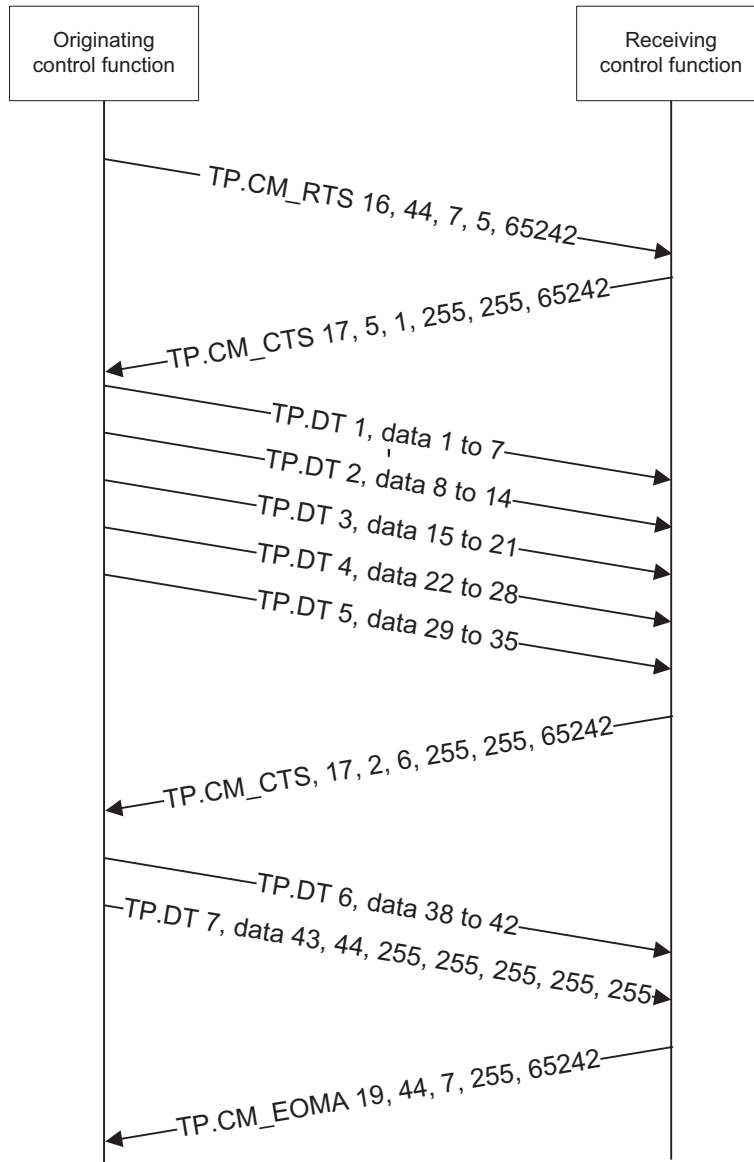 Originating
control function
Receiving
control function
TP.CM_RTS 16, 44, 7, 5, 65242
TP.CM_CTS 17, 5, 1, 255, 255, 65242
TP.DT 1, data 1 to 7
TP.DT 2, data 8 to 14
TP.DT 3, data 15 to 21
TP.DT 4, data 22 to 28
TP.DT 5, data 29 to 35
TP.CM_CTS, 17, 2, 6, 255, 255, 65242
TP.DT 6, data 38 to 42
TP.DT 7, data 43, 44, 255, 255, 255, 255, 255
TP.CM_EOMA 19, 44, 7, 255, 65242